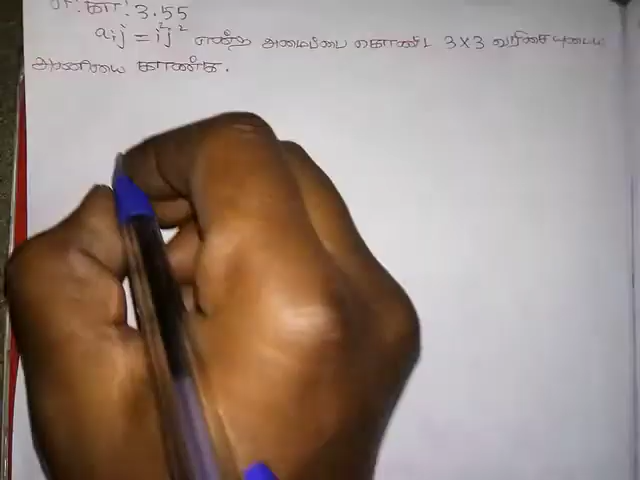 எ.கா: 3.55
aij = i²j² என்ற அமைப்பை கொண்ட 3×3 வரிசையுடைய
அணியை காண்க.